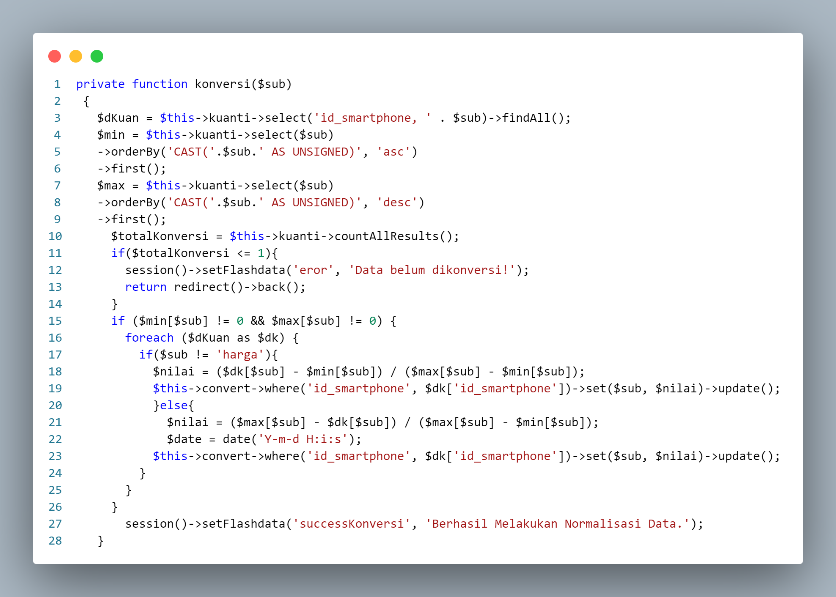 1 private function konversi($sub)
2 {
3 $dKuan = $this->kuanti->select('id_smartphone, ' . $sub)->findAll();
4 $min = $this->kuanti->select($sub)
5 ->orderBy('CAST('.$sub.' AS UNSIGNED)', 'asc')
6 ->first();
7 $max = $this->kuanti->select($sub)
8 ->orderBy('CAST('.$sub.' AS UNSIGNED)', 'desc')
9 ->first();
10 $totalKonversi = $this->kuanti->countAllResults();
11 if($totalKonversi <= 1){
12 session()->setFlashdata('eror', 'Data belum dikonversi!');
13 return redirect()->back();
14 }
15 if ($min[$sub] != 0 && $max[$sub] != 0) {
16 foreach ($dKuan as $dk) {
17 if($sub != 'harga'){
18 $nilai = ($dk[$sub] - $min[$sub]) / ($max[$sub] - $min[$sub]);
19 $this->convert->where('id_smartphone', $dk['id_smartphone'])->set($sub, $nilai)->update();
20 }else{
21 $nilai = ($max[$sub] - $dk[$sub]) / ($max[$sub] - $min[$sub]);
22 $date = date('Y-m-d H:i:s');
23 $this->convert->where('id_smartphone', $dk['id_smartphone'])->set($sub, $nilai)->update();
24 }
25 }
26 }
27 session()->setFlashdata('successKonversi', 'Berhasil Melakukan Normalisasi Data.');
28 }